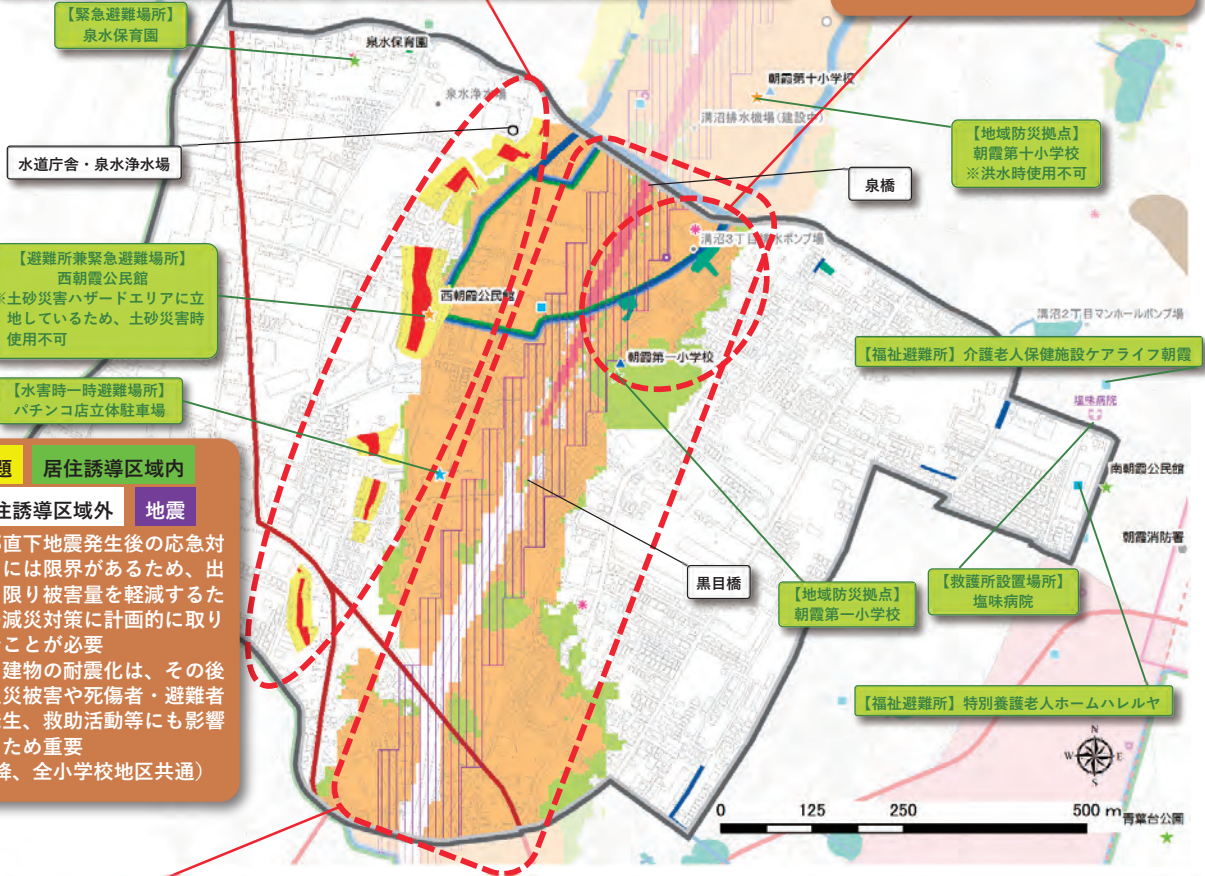 【緊急避難場所】
泉水保育園
泉水保育園
泉水浄水場
水道庁舎・泉水浄水場
朝霞第十小学校
溝沼排水機場(建設中)
【地域防災拠点】
朝霞第十小学校
※洪水時使用不可
泉橋
溝沼3丁目排水ポンプ場
【避難所兼緊急避難場所】
西朝霞公民館
※土砂災害ハザードエリアに立
地しているため、土砂災害時
使用不可
西朝霞公民館
溝沼2丁目マンホールポンプ場
朝霞第一小学校
【福祉避難所】介護老人保健施設ケアライフ朝霞
【水害時一時避難場所】
パチンコ店立体駐車場
塩味病院
南朝霞公民館
朝霞消防署
題
居住誘導区域内
住誘導区域外
地震
直下地震発生後の応急対
には限界があるため、出
限り被害量を軽減するた
減災対策に計画的に取り
ことが必要
建物の耐震化は、その後
災被害や死傷者・避難者
生、救助活動等にも影響
ため重要
降、全小学校地区共通）
黒目橋
【地域防災拠点】
朝霞第一小学校
【救護所設置場所】
塩味病院
【福祉避難所】特別養護老人ホームハレルヤ
N
W
E
S
0 125 250 500 m
青葉台公園